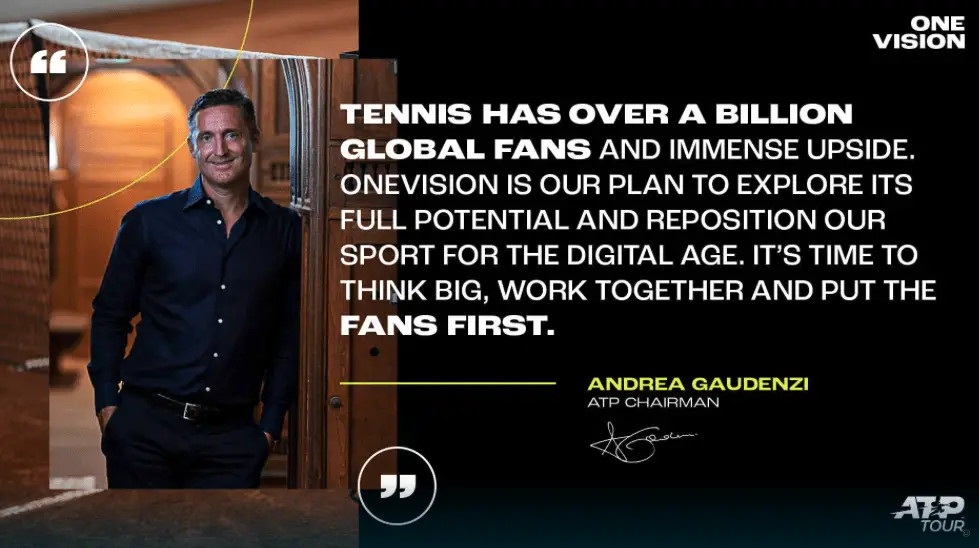 ONE
VISION
“
TENNIS HAS OVER A BILLION
GLOBAL FANS AND IMMENSE UPSIDE.
ONEVISION IS OUR PLAN TO EXPLORE ITS
FULL POTENTIAL AND REPOSITION OUR
SPORT FOR THE DIGITAL AGE. IT’S TIME TO
THINK BIG, WORK TOGETHER AND PUT THE
FANS FIRST.
ANDREA GAUDENZI
ATP CHAIRMAN
”
ATP
TOUR